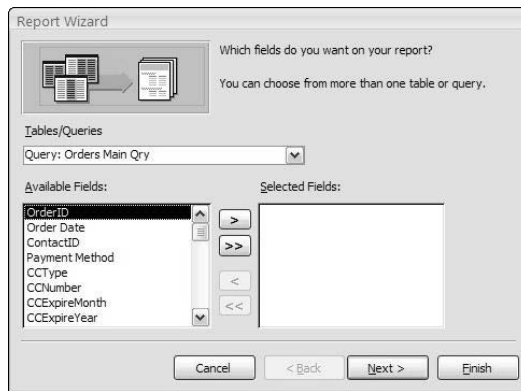 Report Wizard
Which fields do you want on your report?
You can choose from more than one table or query.
Tables/Queries
Query: Orders Main Qry
Available Fields:
Selected Fields:
OrderID
Order Date
ContactID
Payment Method
CCType
CCNumber
CCExpireMonth
CCExpireYear
>
>>
<
<<
Cancel
< Back
Next >
Finish